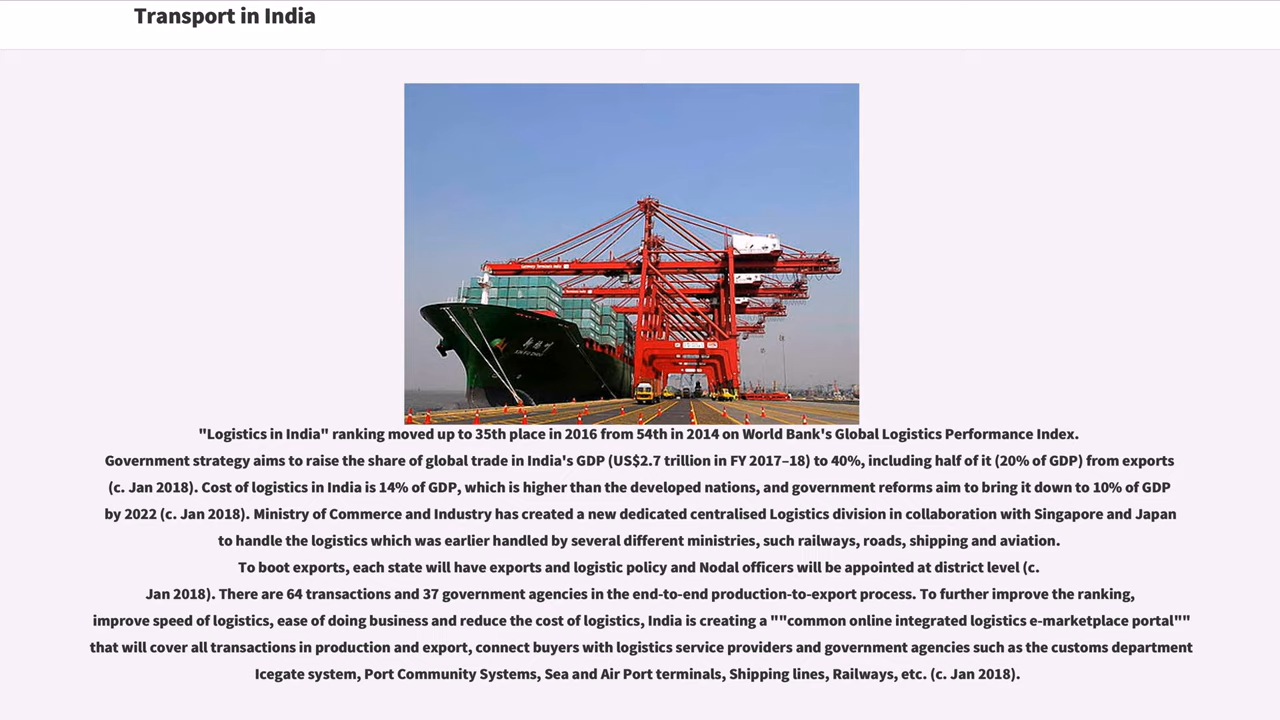 Transport in India
"Logistics in India" ranking moved up to 35th place in 2016 from 54th in 2014 on World Bank's Global Logistics Performance Index.
Government strategy aims to raise the share of global trade in India's GDP (US$2.7 trillion in FY 2017–18) to 40%, including half of it (20% of GDP) from exports
(c. Jan 2018). Cost of logistics in India is 14% of GDP, which is higher than the developed nations, and government reforms aim to bring it down to 10% of GDP
by 2022 (c. Jan 2018). Ministry of Commerce and Industry has created a new dedicated centralised Logistics division in collaboration with Singapore and Japan
to handle the logistics which was earlier handled by several different ministries, such railways, roads, shipping and aviation.
To boot exports, each state will have exports and logistic policy and Nodal officers will be appointed at district level (c.
Jan 2018). There are 64 transactions and 37 government agencies in the end-to-end production-to-export process. To further improve the ranking,
improve speed of logistics, ease of doing business and reduce the cost of logistics, India is creating a ""common online integrated logistics e-marketplace portal""
that will cover all transactions in production and export, connect buyers with logistics service providers and government agencies such as the customs department
Icegate system, Port Community Systems, Sea and Air Port terminals, Shipping lines, Railways, etc. (c. Jan 2018).